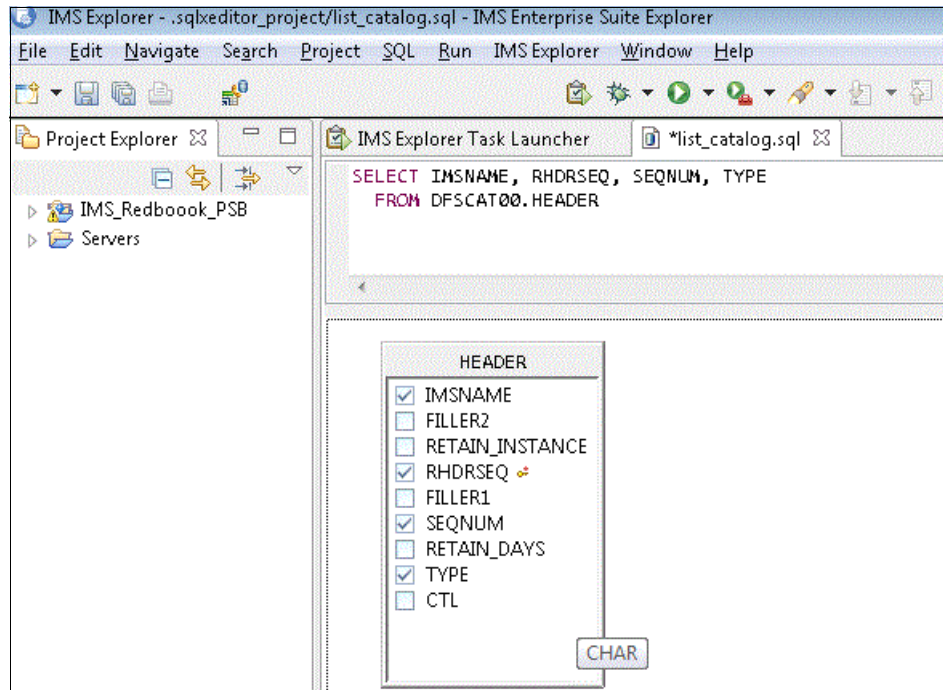 IMS Explorer - .sqlxeditor_project/list_catalog.sql - IMS Enterprise Suite Explorer
File Edit Navigate Search Project SQL Run IMS Explorer Window Help
Project Explorer
IMS Explorer Task Launcher
*list_catalog.sql
SELECT IMSNAME, RHDRSEQ, SEQNUM, TYPE
FROM DFSCAT00.HEADER
IMS_Redboook_PSB
Servers
HEADER
IMSNAME
FILLER2
RETAIN_INSTANCE
RHDRSEQ
FILLER1
SEQNUM
RETAIN_DAYS
TYPE
CTL
CHAR